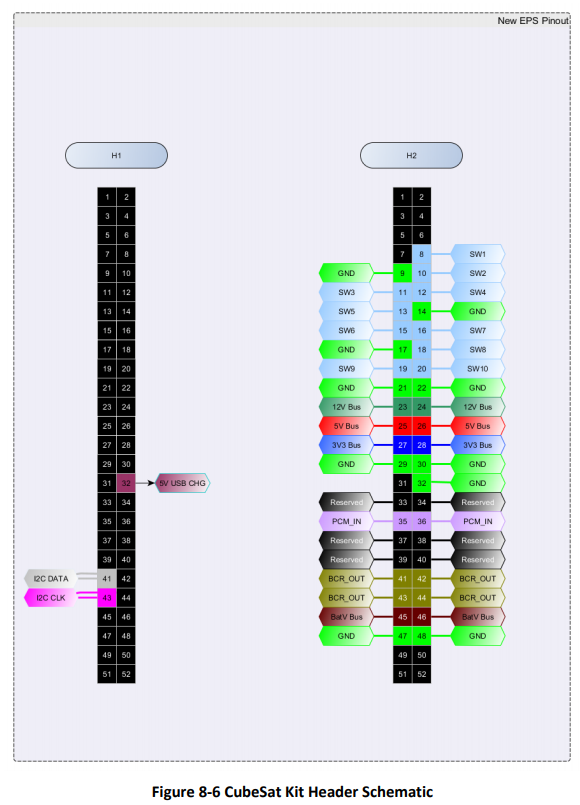 New EPS Pinout
H1
H2
1 2
3 4
5 6
7 8
9 10
11 12
13 14
15 16
17 18
19 20
21 22
23 24
25 26
27 28
29 30
31 32 5V USB CHG
33 34
35 36
37 38
39 40
I2C DATA 41 42
I2C CLK 43 44
45 46
47 48
49 50
51 52
1 2
3 4
5 6
7 8 SW1
GND 9 10 SW2
SW3 11 12 SW4
SW5 13 14 GND
SW6 15 16 SW7
GND 17 18 SW8
SW9 19 20 SW10
GND 21 22 GND
12V Bus 23 24 12V Bus
5V Bus 25 26 5V Bus
3V3 Bus 27 28 3V3 Bus
GND 29 30 GND
31 32 GND
Reserved 33 34 Reserved
PCM_IN 35 36 PCM_IN
Reserved 37 38 Reserved
Reserved 39 40 Reserved
BCR_OUT 41 42 BCR_OUT
BCR_OUT 43 44 BCR_OUT
BatV Bus 45 46 BatV Bus
GND 47 48 GND
49 50
51 52
Figure 8-6 CubeSat Kit Header Schematic